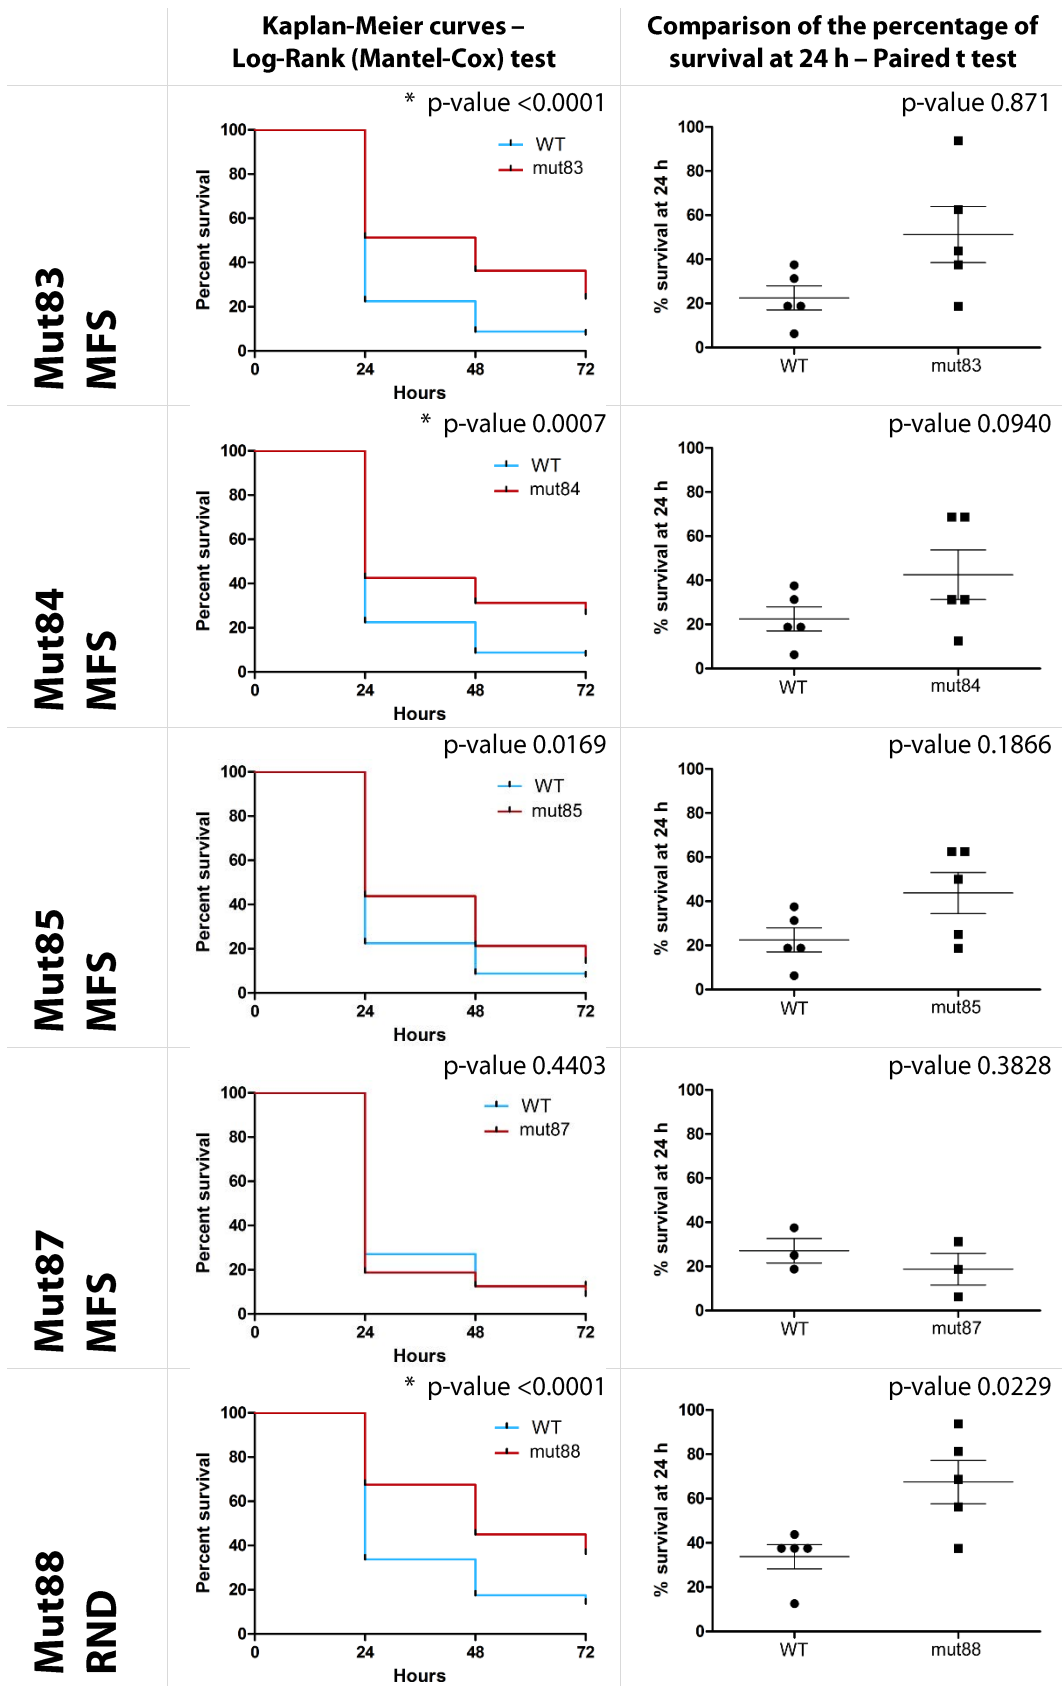 Kaplan-Meier curves –
Log-Rank (Mantel-Cox) test
Comparison of the percentage of
survival at 24 h – Paired t test
Mut83
MFS
* p-value <0.0001
Percent survival
100
80
60
40
20
0
0 24 48 72
Hours
WT
mut83
p-value 0.871
% survival at 24 h
100
80
60
40
20
0
WT mut83
Mut84
MFS
* p-value 0.0007
Percent survival
100
80
60
40
20
0
0 24 48 72
Hours
WT
mut84
p-value 0.0940
% survival at 24 h
100
80
60
40
20
0
WT mut84
Mut85
MFS
p-value 0.0169
Percent survival
100
80
60
40
20
0
0 24 48 72
Hours
WT
mut85
p-value 0.1866
% survival at 24 h
100
80
60
40
20
0
WT mut85
Mut87
MFS
p-value 0.4403
Percent survival
100
80
60
40
20
0
0 24 48 72
Hours
WT
mut87
p-value 0.3828
% survival at 24 h
100
80
60
40
20
0
WT mut87
Mut88
RND
* p-value <0.0001
Percent survival
100
80
60
40
20
0
0 24 48 72
Hours
WT
mut88
p-value 0.0229
% survival at 24 h
100
80
60
40
20
0
WT mut88